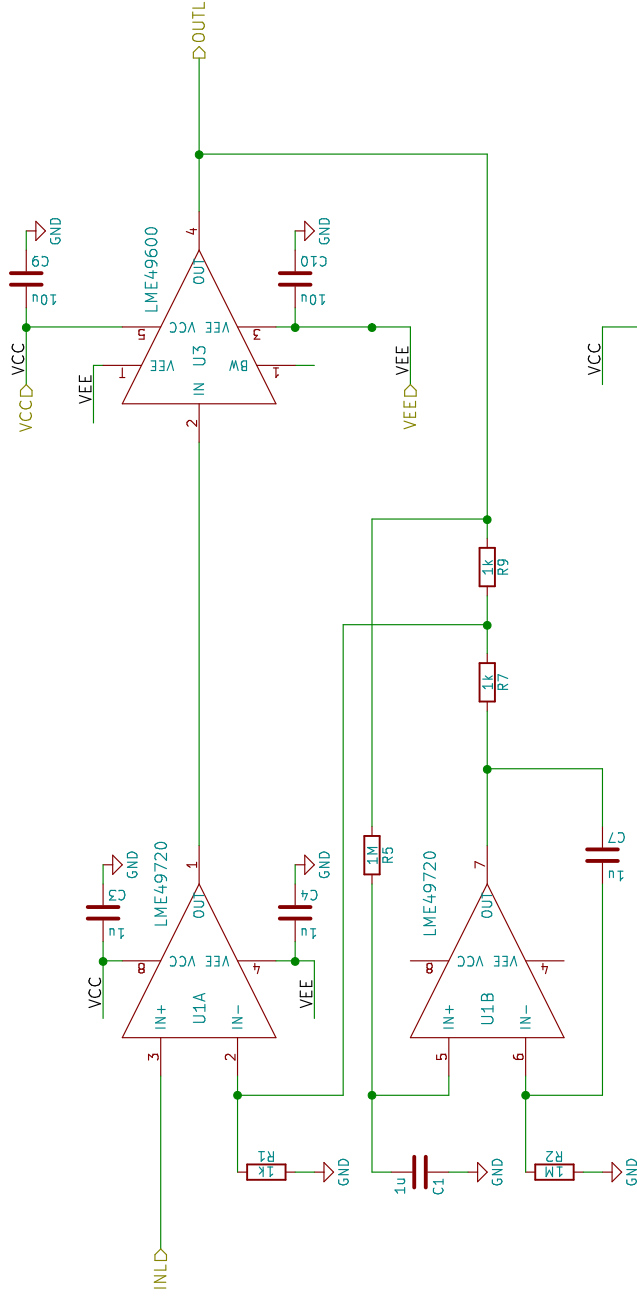 OUTL
GND
C9
10u
LME49600
4
OUT
GND
C10
10u
VCC
VCC
5
VCC
VEE
3
VEE
T
VEE
U3
IN
BW
1
2
VEE
VEE
VCC
1k
R9
1k
R7
1M
R5
C7
1u
GND
C3
1u
LME49720
1
OUT
GND
C4
1u
VCC
8
VCC
VEE
4
VEE
U1A
IN+
IN-
3
2
LME49720
7
OUT
8
VCC
VEE
4
U1B
IN+
IN-
5
6
R1
1k
GND
1u
C1
GND
R2
1M
GND
INL